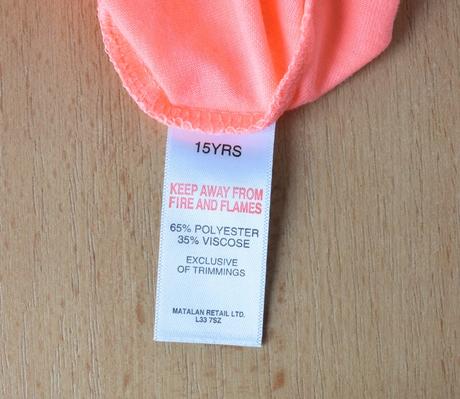 15YRS
KEEP AWAY FROM
FIRE AND FLAMES
65% POLYESTER
35% VISCOSE
EXCLUSIVE
OF TRIMMINGS
MATALAN RETAIL LTD.
L33 7SZ